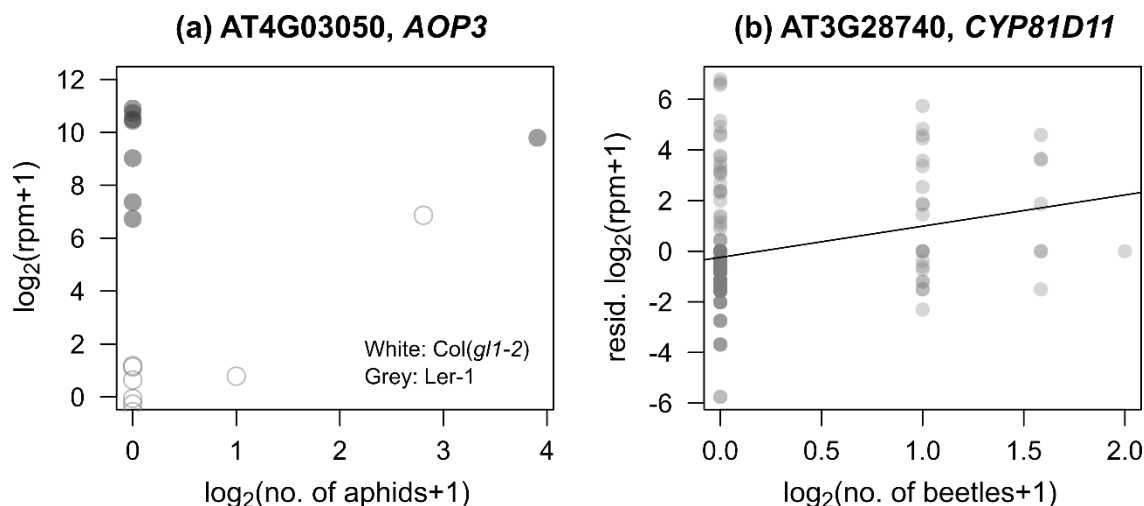 (a) AT4G03050, AOP3
12
10
8
6
4
2
0
log₂(rpm+1)
White: Col(gl1-2)
Grey: Ler-1
0 1 2 3 4
log₂(no. of aphids+1)
(b) AT3G28740, CYP81D11
6
4
2
0
-2
-4
-6
resid. log₂(rpm+1)
0.0 0.5 1.0 1.5 2.0
log₂(no. of beetles+1)